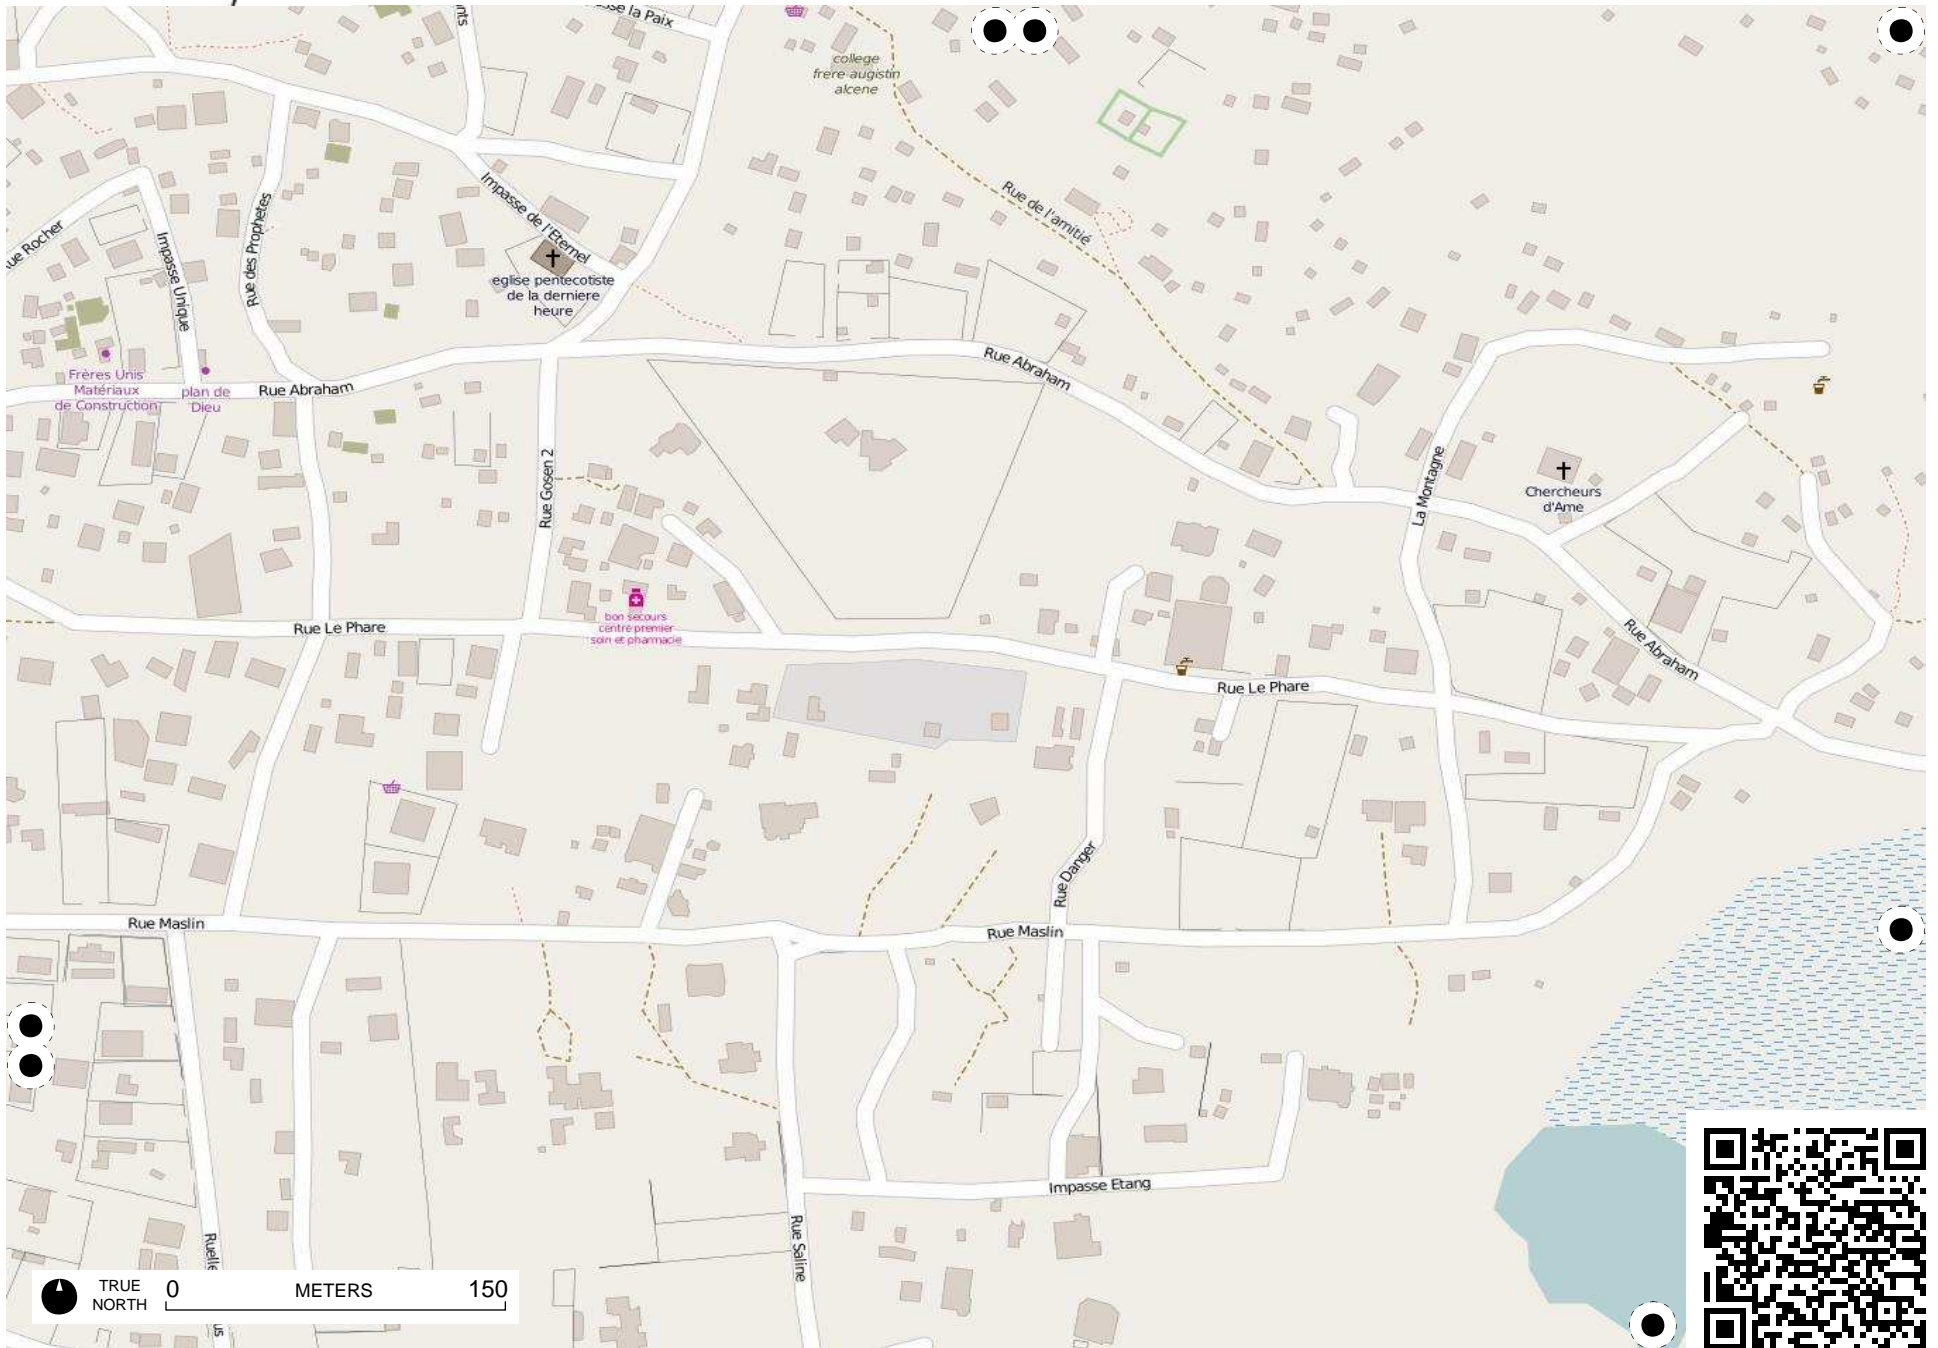 la Paix
college
frere augistin
alcene
Rue de l'amitié
Impasse de l'Eternel
Rue des Prophetes
Rue Rocher
Impasse Unique
eglise pentecotiste
de la derniere
heure
Rue Abraham
Frères Unis
Matériaux
de Construction
plan de
Dieu
Rue Abraham
Rue Gosen 2
La Montagne
Chercheurs
d'Ame
bon secours
centre premier
soin et pharmacie
Rue Le Phare
Rue Abraham
Rue Le Phare
Rue Danger
Rue Maslin
Rue Maslin
Impasse Etang
Rue Saline
Ruelle
TRUE
NORTH
0 METERS 150